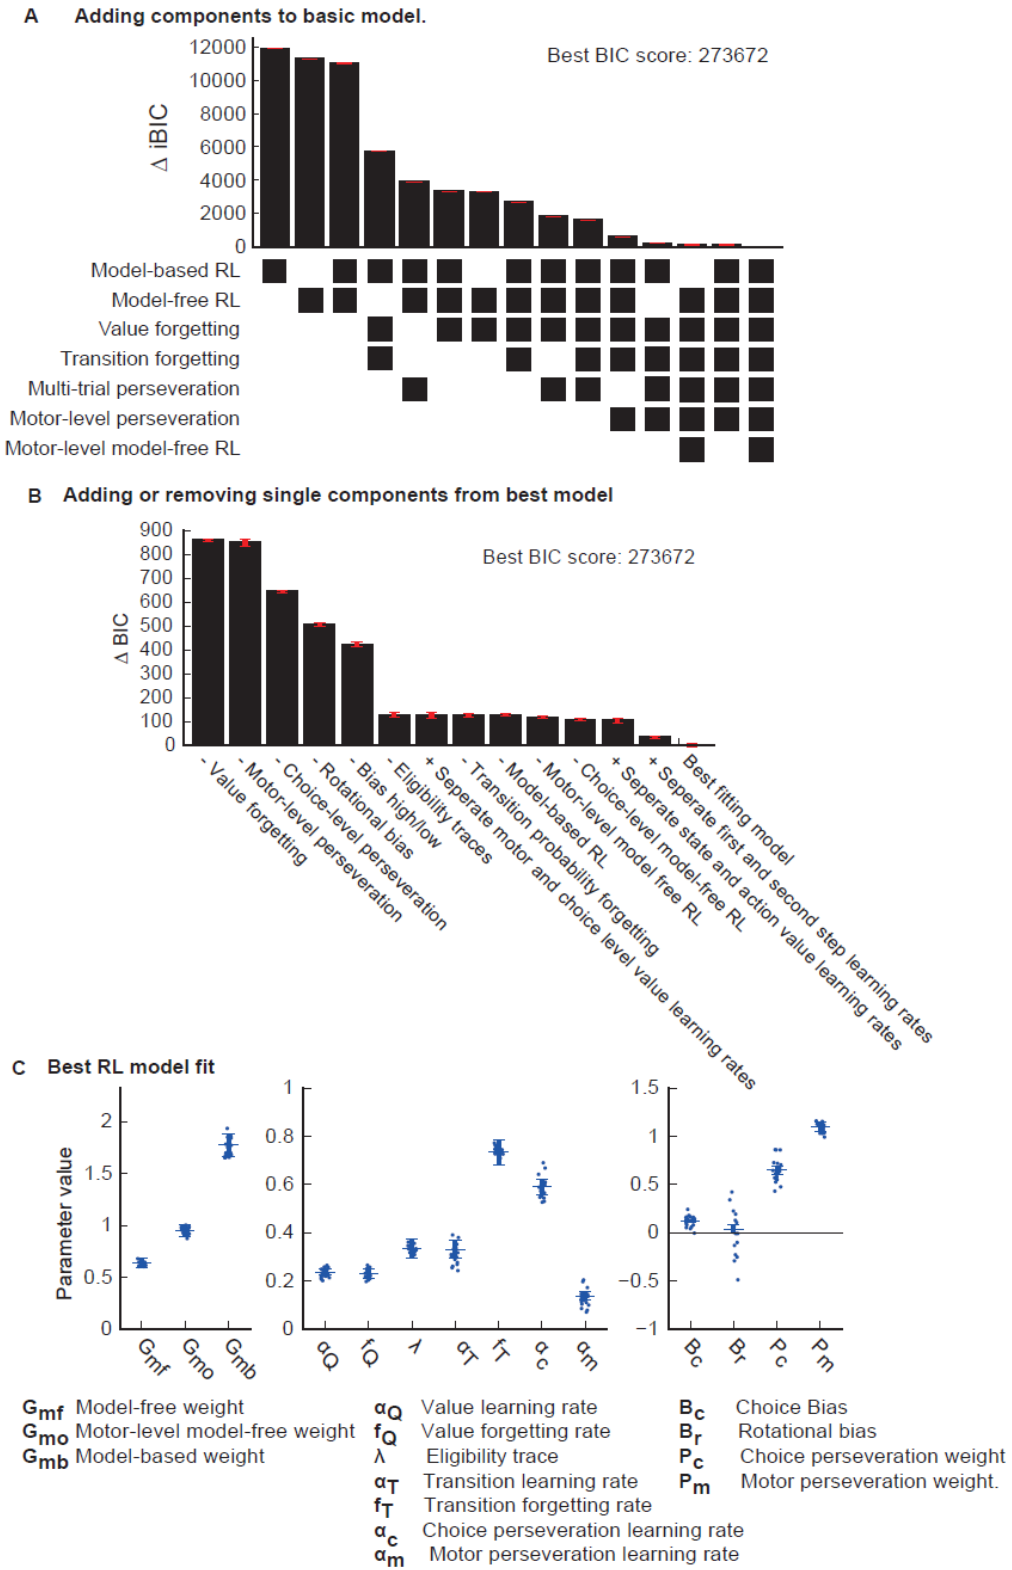 A Adding components to basic model.
Best BIC score: 273672
Δ iBIC
12000
10000
8000
6000
4000
2000
0
Model-based RL
Model-free RL
Value forgetting
Transition forgetting
Multi-trial perseveration
Motor-level perseveration
Motor-level model-free RL
B Adding or removing single components from best model
Best BIC score: 273672
Δ BIC
900
800
700
600
500
400
300
200
100
0
- Value forgetting
- Motor-level perseveration
- Choice-level perseveration
- Rotational bias
- Bias high/low
- Eligibility traces
+ Seperate motor and choice level value learning rates
- Transition probability forgetting
- Model-based RL
- Motor-level model free RL
- Choice-level model-free RL
+ Seperate state and action value learning rates
+ Seperate first and second step learning rates
Best fitting model
C Best RL model fit
Parameter value
2
1.5
1
0.5
0
Gmf
Gmo
Gmb
1
0.8
0.6
0.4
0.2
0
αQ
fQ
λ
αT
fT
αc
αm
1.5
1
0.5
0
−0.5
−1
Bc
Br
Pc
Pm
Gmf Model-free weight
Gmo Motor-level model-free weight
Gmb Model-based weight
αQ Value learning rate
fQ Value forgetting rate
λ Eligibility trace
αT Transition learning rate
fT Transition forgetting rate
αc Choice perseveration learning rate
αm Motor perseveration learning rate
Bc Choice Bias
Br Rotational bias
Pc Choice perseveration weight
Pm Motor perseveration weight.